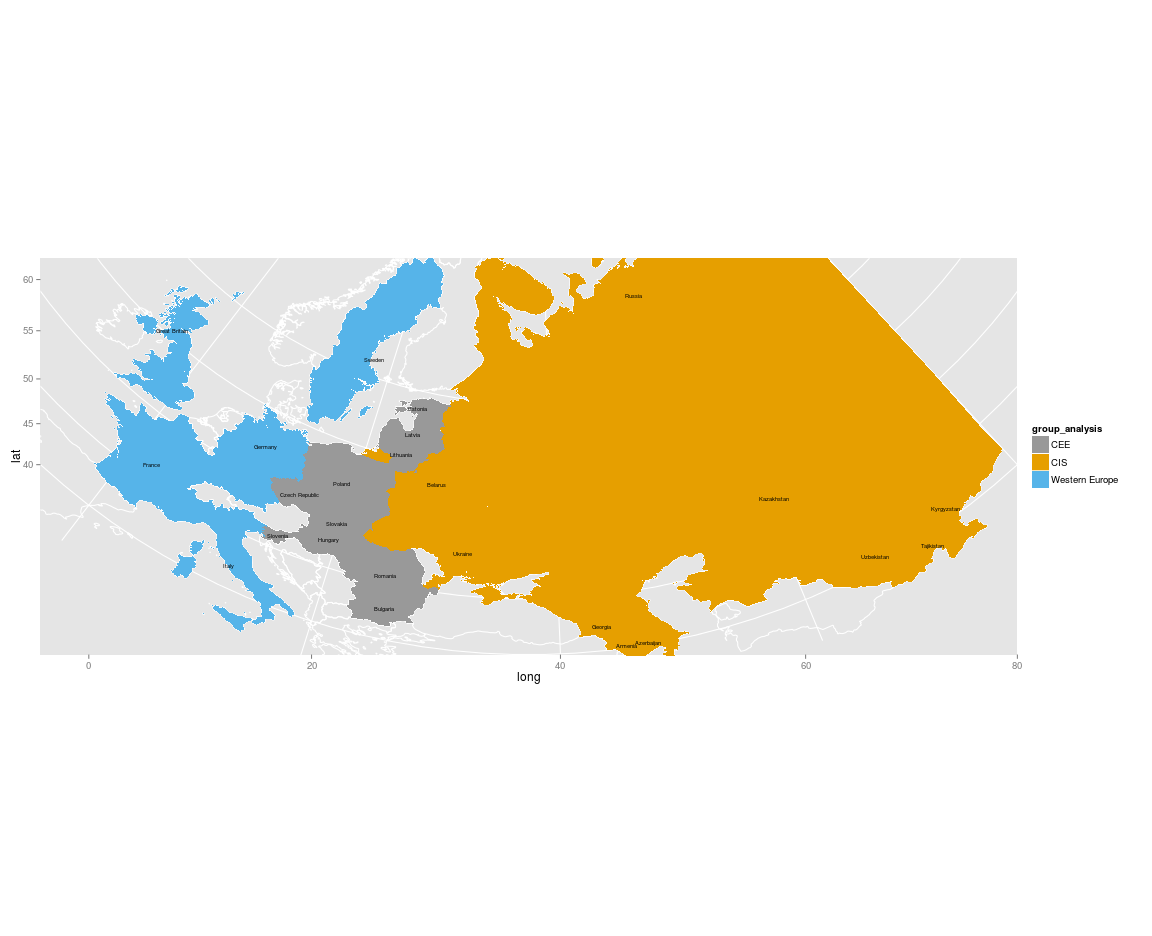 60
Russia
55
Great Britain
50
Sweden
45
Estonia
Latvia
Germany
Lithuania
40
France
lat
Poland
Belarus
Czech Republic
Kazakhstan
Kyrgyzstan
Slovakia
Slovenia
Hungary
Tajikistan
Ukraine
Uzbekistan
Italy
Romania
Bulgaria
Georgia
Armenia
Azerbaijan
0 20 40 60 80
long
group_analysis
CEE
CIS
Western Europe